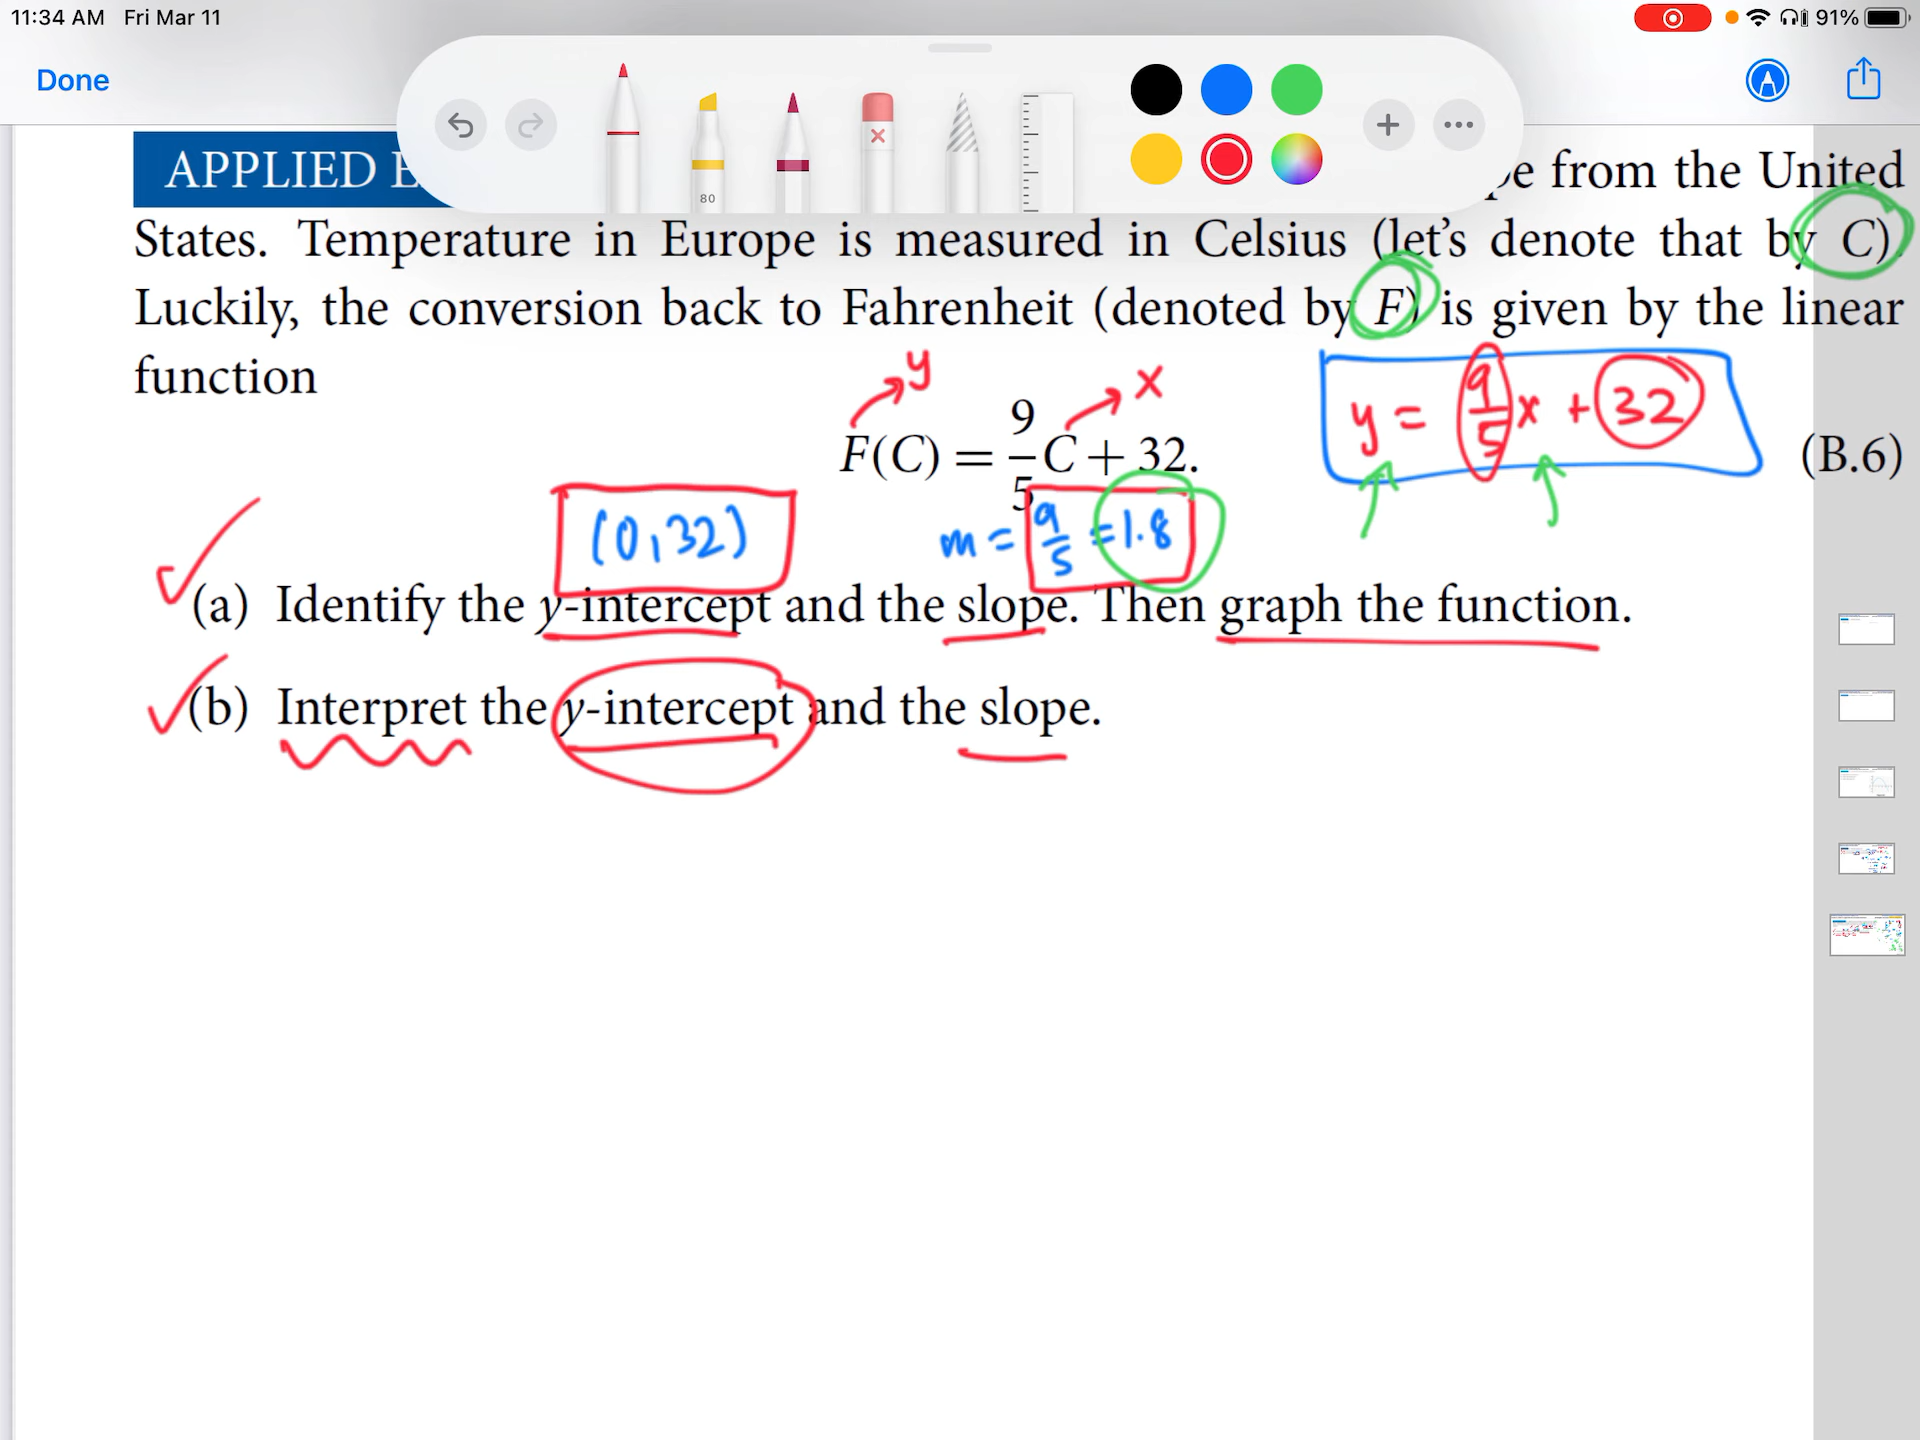 11:34 AM Fri Mar 11
91%
Done
80
APPLIED E
from the United
States. Temperature in Europe is measured in Celsius (let's denote that by C).
Luckily, the conversion back to Fahrenheit (denoted by F) is given by the linear
function
y
x
F(C) = 9/5 C + 32.
y = 9/5 x + 32
(B.6)
(0,32)
m = 9/5 = 1.8
(a) Identify the y-intercept and the slope. Then graph the function.
(b) Interpret the y-intercept and the slope.